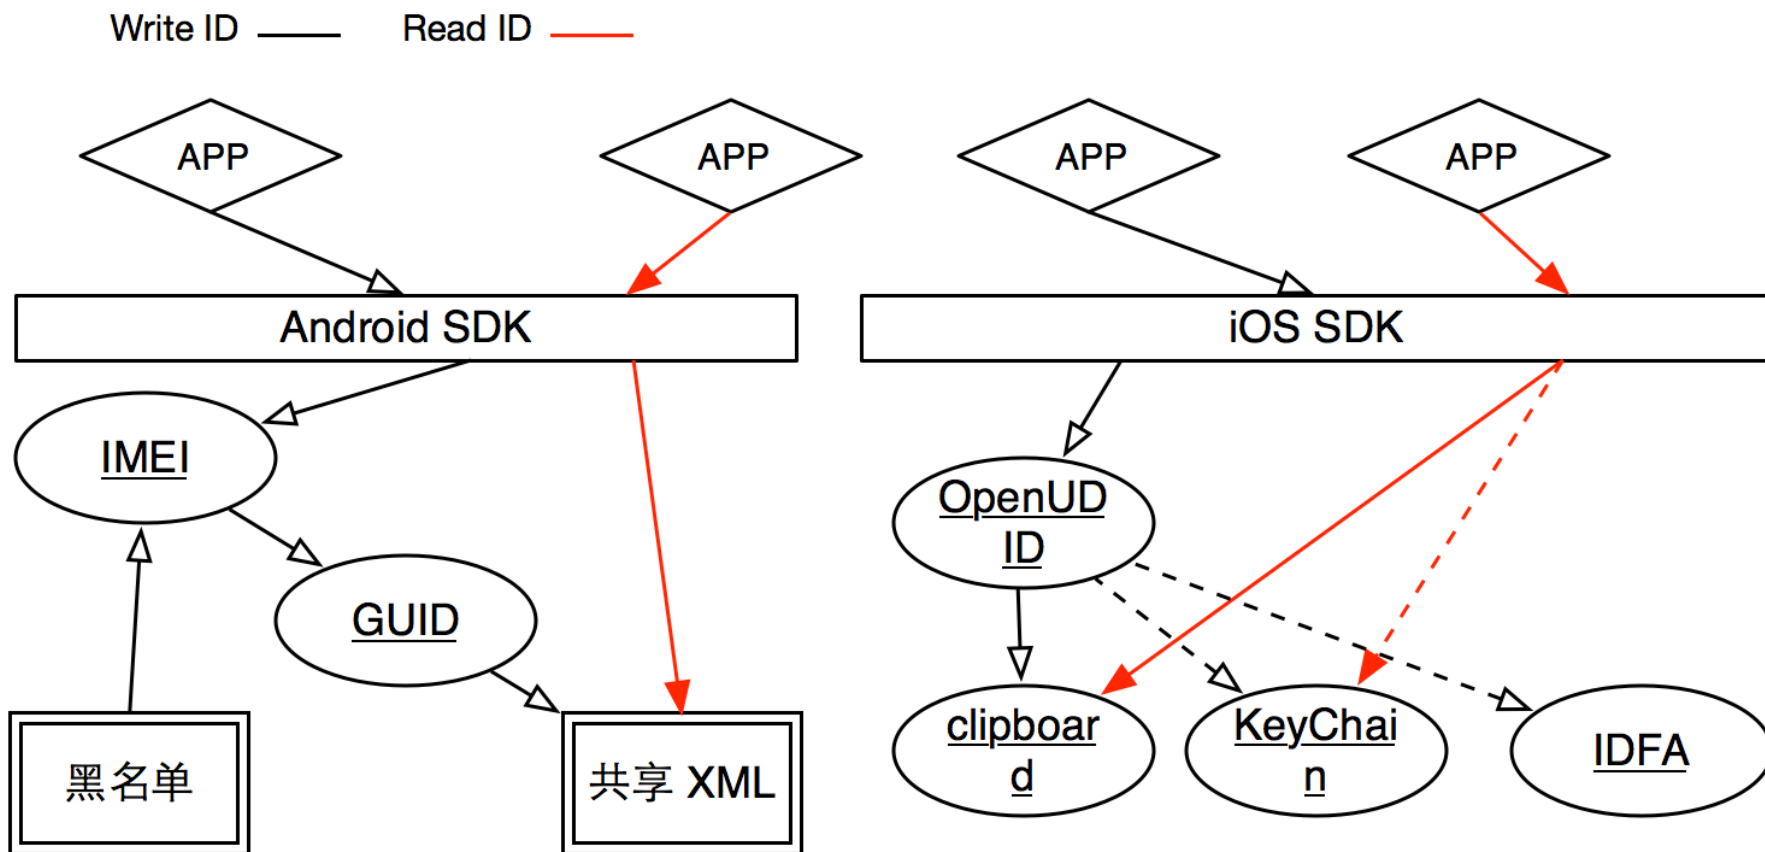 Write ID
Read ID
APP
APP
APP
APP
Android SDK
iOS SDK
IMEI
OpenUD
ID
GUID
黑名单
共享 XML
clipboar
d
KeyChai
n
IDFA